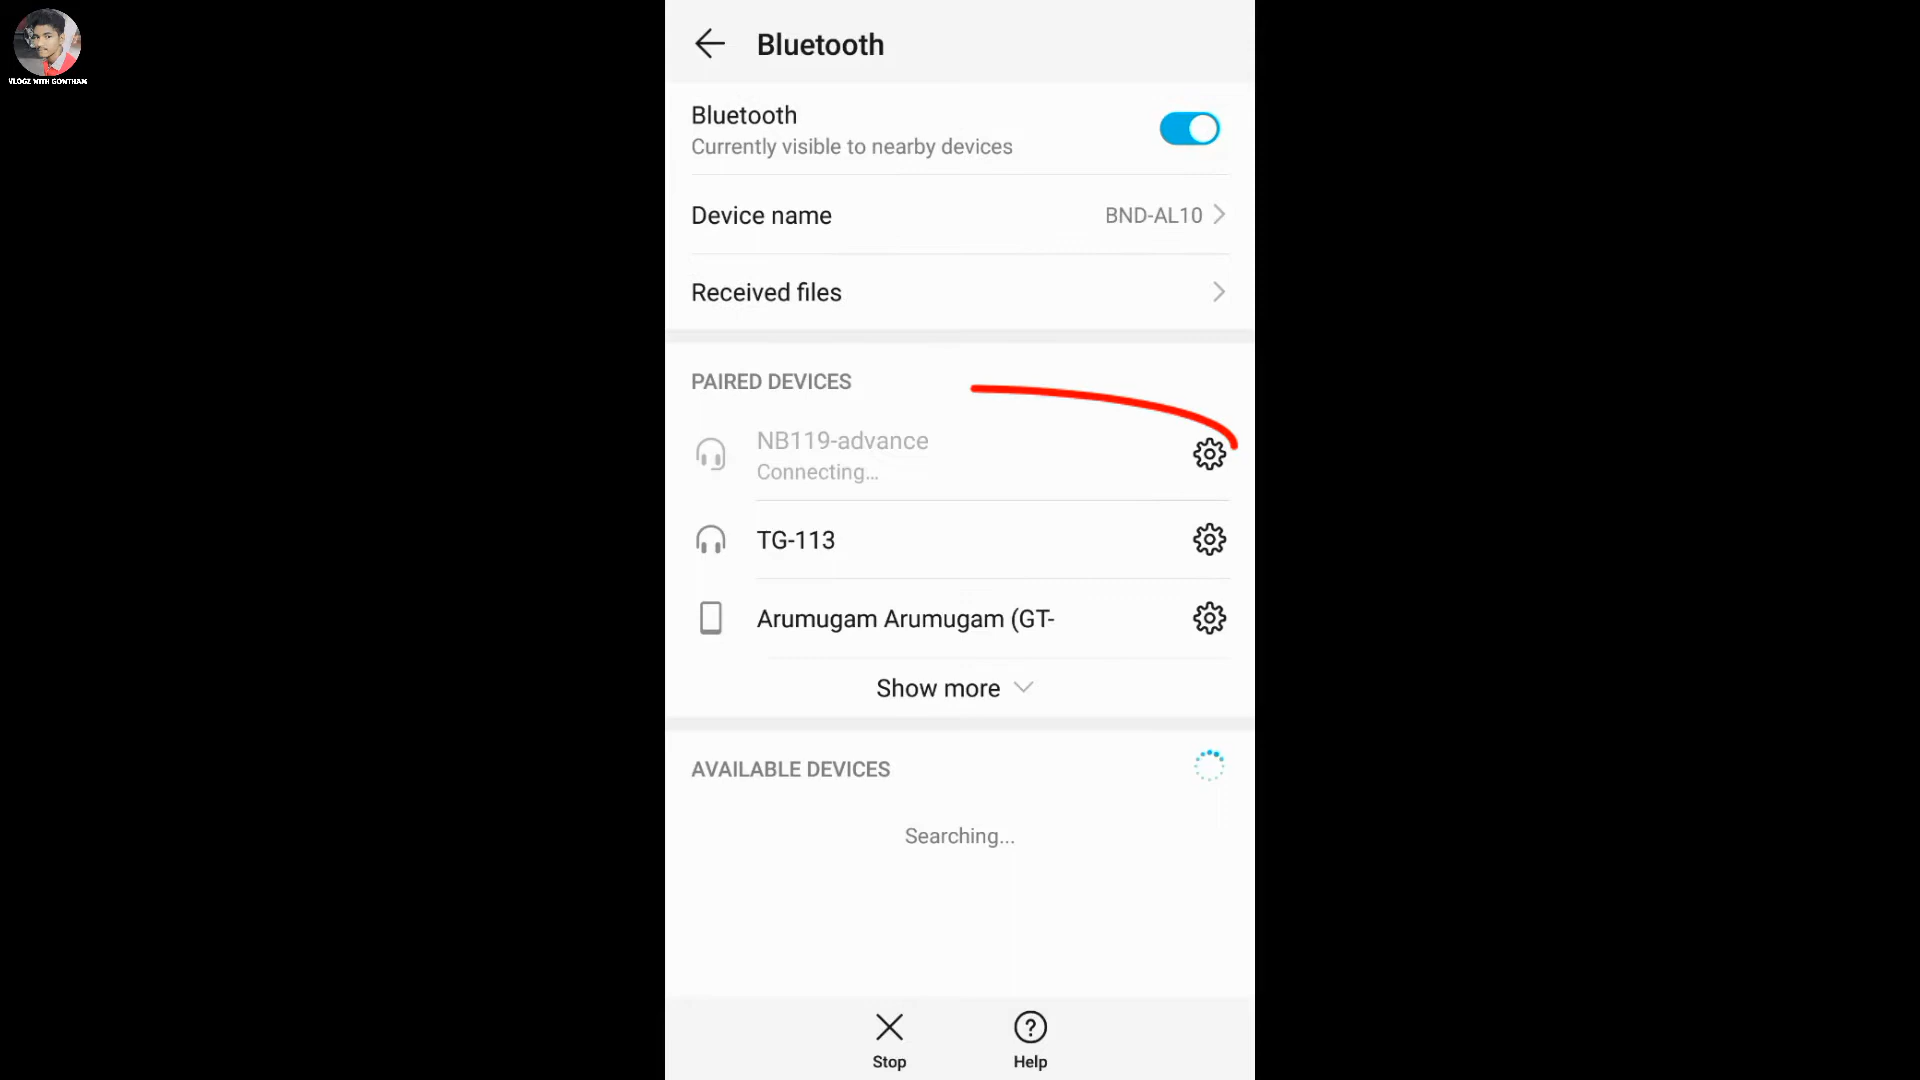 VLOGZ WITH GOWTHAM
Bluetooth
Bluetooth
Currently visible to nearby devices
Device name
BND-AL10
Received files
PAIRED DEVICES
NB119-advance
Connecting...
TG-113
Arumugam Arumugam (GT-
Show more
AVAILABLE DEVICES
Searching...
Stop
Help